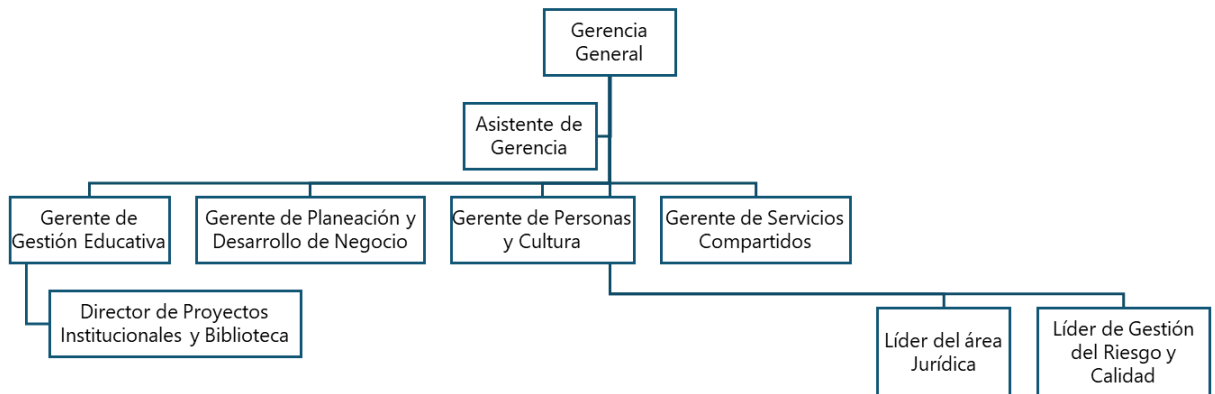 Gerencia
General
Asistente de
Gerencia
Gerente de
Gestión Educativa
Gerente de Planeación y
Desarrollo de Negocio
Gerente de Personas
y Cultura
Gerente de Servicios
Compartidos
Director de Proyectos
Institucionales y Biblioteca
Líder del área
Jurídica
Líder de Gestión
del Riesgo y
Calidad